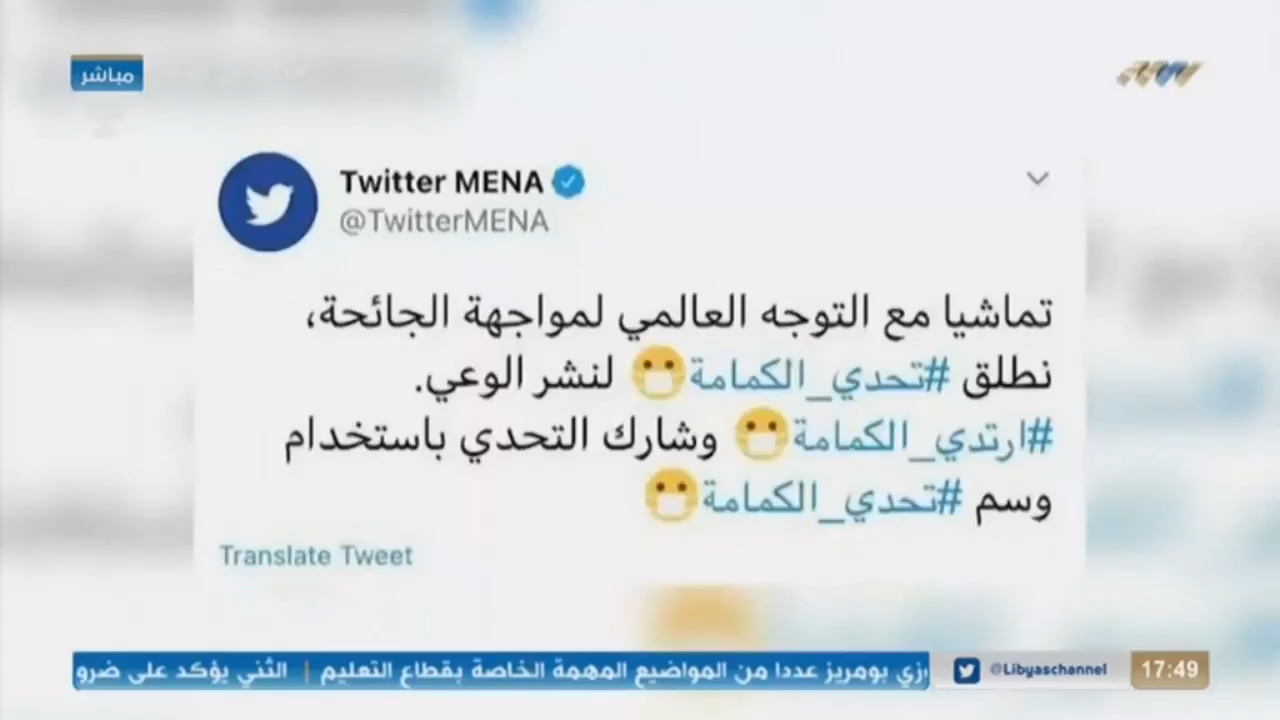 مباشر
Twitter MENA
@TwitterMENA
تماشيا مع التوجه العالمي لمواجهة الجائحة،
نطلق #تحدي_الكمامة😷 لنشر الوعي.
#ارتدي_الكمامة😷 وشارك التحدي باستخدام
وسم #تحدي_الكمامة😷
Translate Tweet
بومريز عددا من المواضيع المهمة الخاصة بقطاع التعليم | الثني يؤكد على
@Libyaschannel
17:49